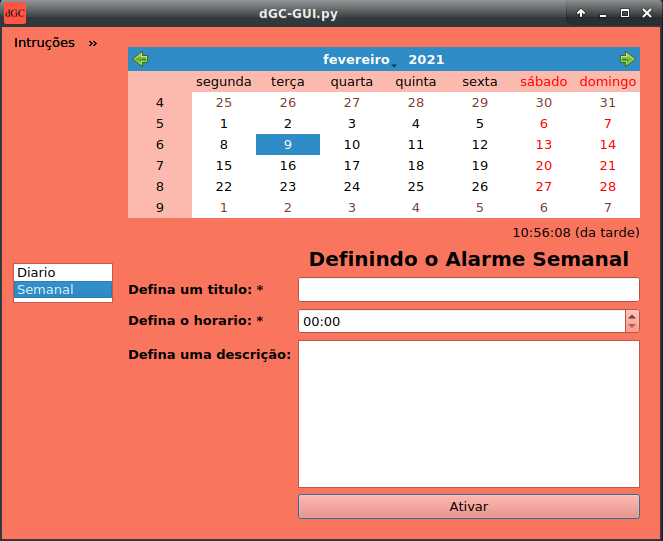 dGC dGC-GUI.py
Intruções »
fevereiro 2021
segunda terça quarta quinta sexta sábado domingo
4 25 26 27 28 29 30 31
5 1 2 3 4 5 6 7
6 8 9 10 11 12 13 14
7 15 16 17 18 19 20 21
8 22 23 24 25 26 27 28
9 1 2 3 4 5 6 7
10:56:08 (da tarde)
Definindo o Alarme Semanal
Diario
Semanal
Defina um titulo: *
Defina o horario: * 00:00
Defina uma descrição:
Ativar